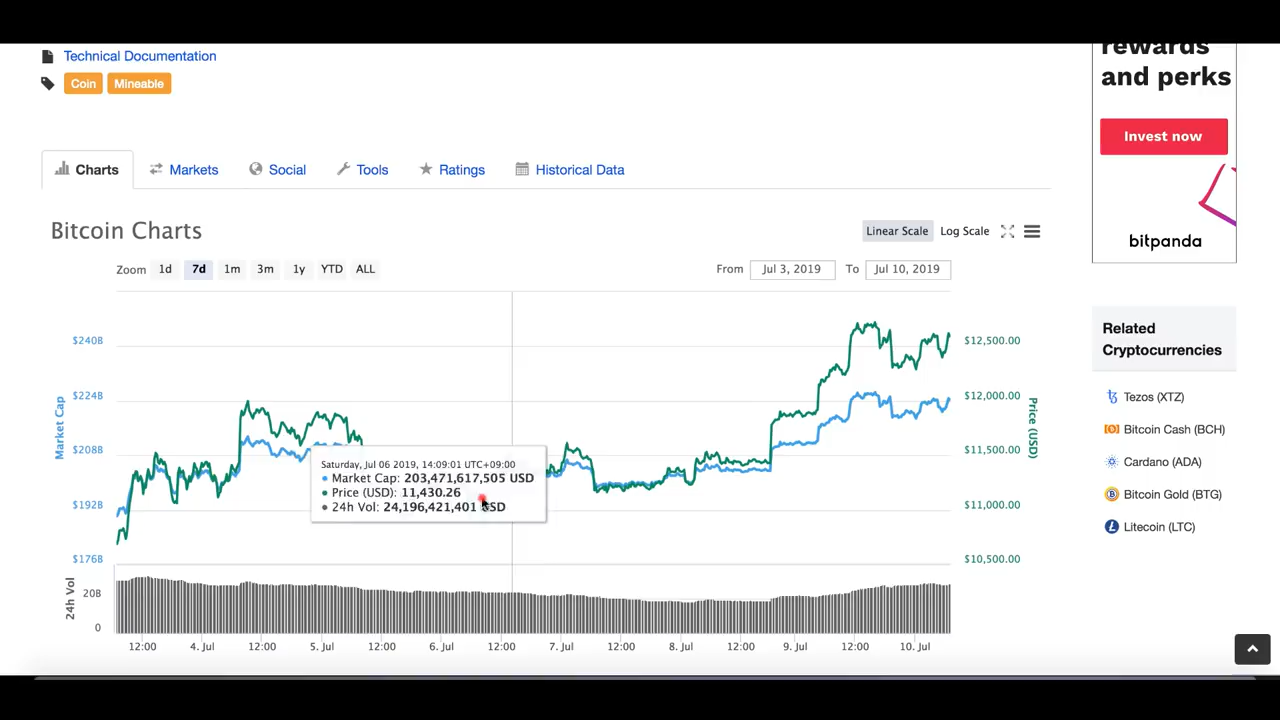 Technical Documentation
Coin Mineable
rewards
and perks
Invest now
bitpanda
Charts Markets Social Tools Ratings Historical Data
Bitcoin Charts
Linear Scale Log Scale
Zoom 1d 7d 1m 3m 1y YTD ALL
From Jul 3, 2019 To Jul 10, 2019
$240B
$224B
$208B
$192B
$176B
Market Cap
$12,500.00
$12,000.00
$11,500.00
$11,000.00
$10,500.00
Price (USD)
Saturday, Jul 06 2019, 14:09:01 UTC+09:00
Market Cap: 203,471,617,505 USD
Price (USD): 11,430.26
24h Vol: 24,196,421,401 USD
24h Vol
20B
0
12:00 4. Jul 12:00 5. Jul 12:00 6. Jul 12:00 7. Jul 12:00 8. Jul 12:00 9. Jul 12:00 10. Jul
Related
Cryptocurrencies
Tezos (XTZ)
Bitcoin Cash (BCH)
Cardano (ADA)
Bitcoin Gold (BTG)
Litecoin (LTC)